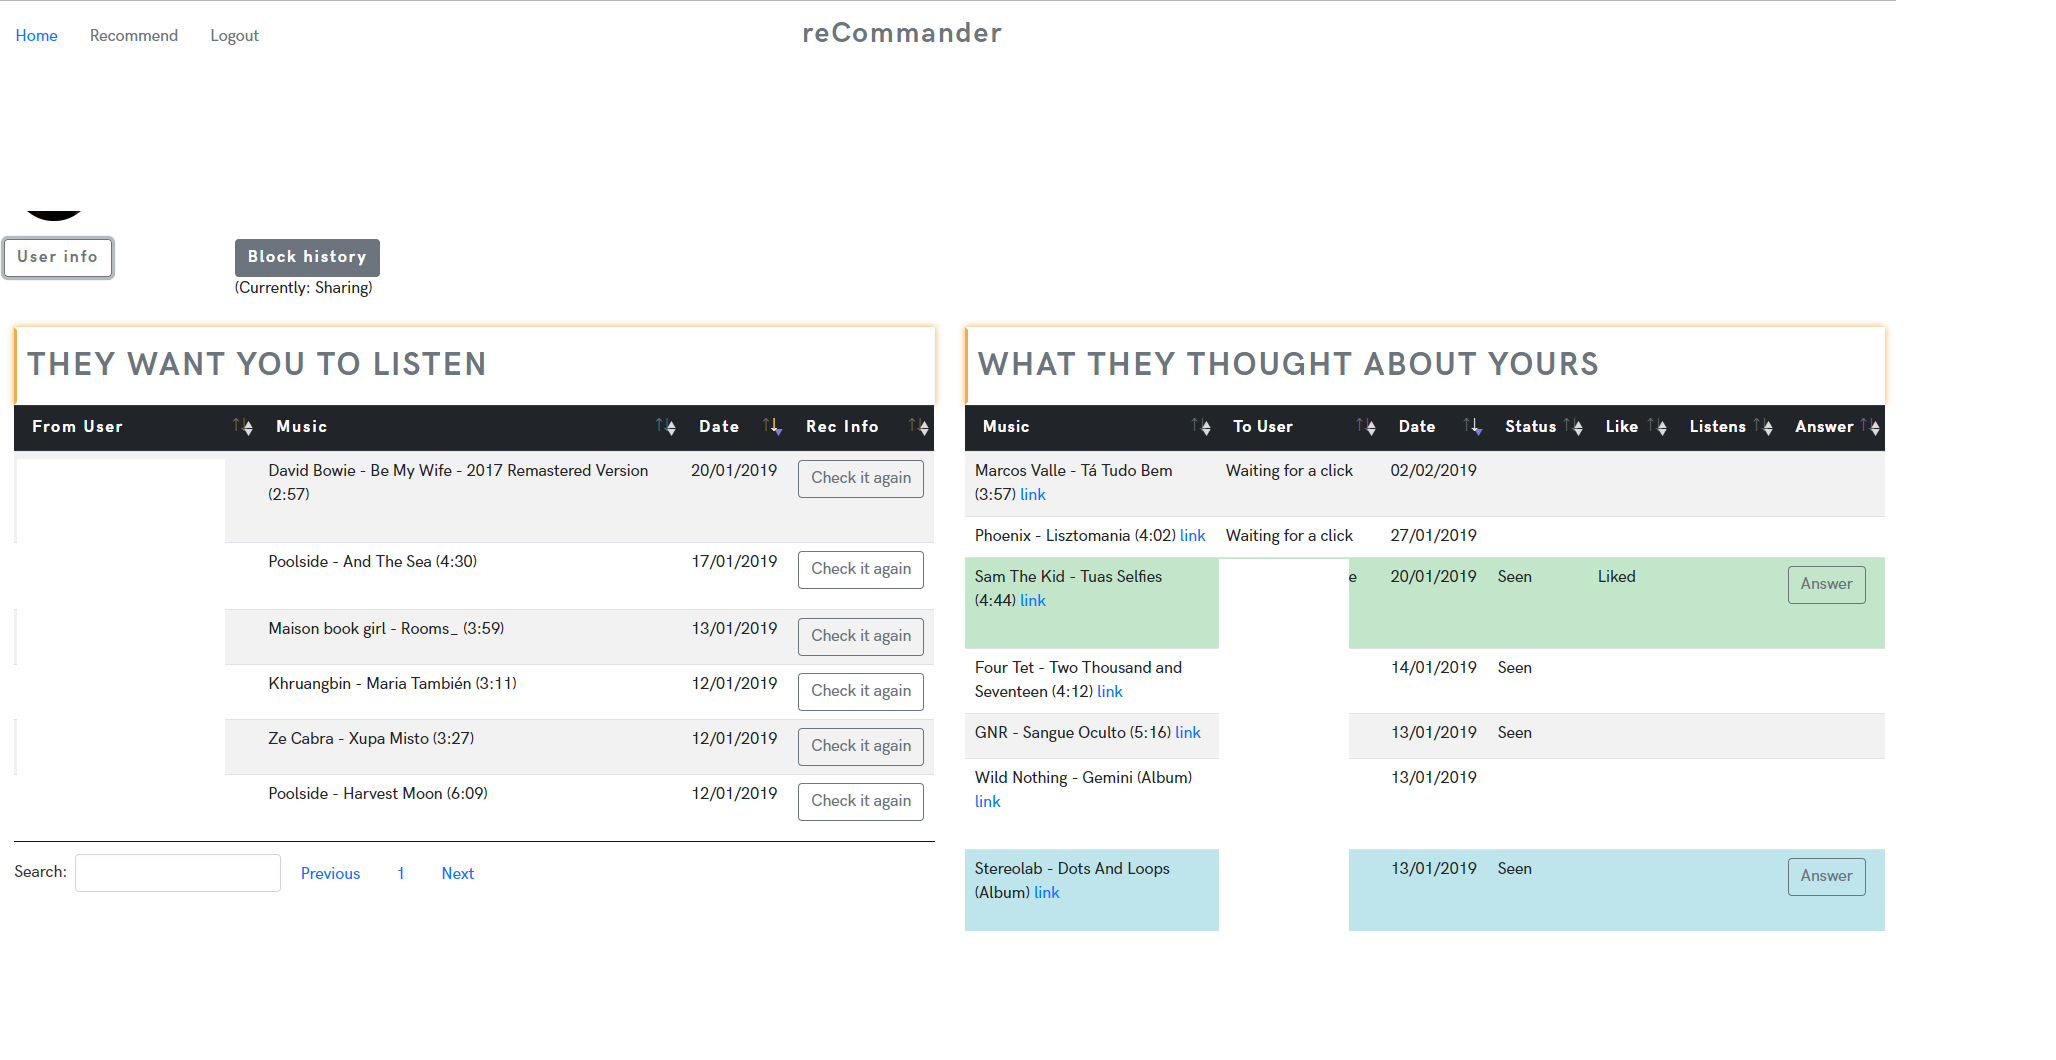 Home Recommend Logout
reCommander
User info
Block history
(Currently: Sharing)
THEY WANT YOU TO LISTEN
From User Music Date Rec Info
David Bowie - Be My Wife - 2017 Remastered Version 20/01/2019 Check it again
(2:57)
Poolside - And The Sea (4:30) 17/01/2019 Check it again
Maison book girl - Rooms_ (3:59) 13/01/2019 Check it again
Khruangbin - Maria También (3:11) 12/01/2019 Check it again
Ze Cabra - Xupa Misto (3:27) 12/01/2019 Check it again
Poolside - Harvest Moon (6:09) 12/01/2019 Check it again
Search: Previous 1 Next
WHAT THEY THOUGHT ABOUT YOURS
Music To User Date Status Like Listens Answer
Marcos Valle - Tá Tudo Bem Waiting for a click 02/02/2019
(3:57) link
Phoenix - Lisztomania (4:02) link Waiting for a click 27/01/2019
Sam The Kid - Tuas Selfies e 20/01/2019 Seen Liked Answer
(4:44) link
Four Tet - Two Thousand and 14/01/2019 Seen
Seventeen (4:12) link
GNR - Sangue Oculto (5:16) link 13/01/2019 Seen
Wild Nothing - Gemini (Album) 13/01/2019
link
Stereolab - Dots And Loops 13/01/2019 Seen Answer
(Album) link